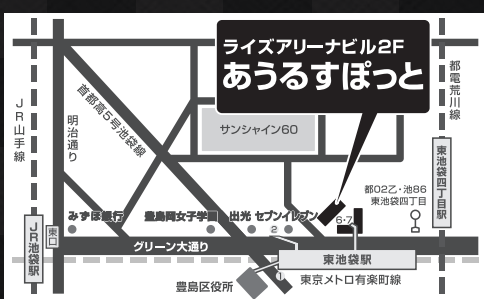 ライズアリーナビル2F
あうるすぽっと
JR山手線
明治通り
首都高5号池袋線
サンシャイン60
都電荒川線
東池袋四丁目駅
都02乙・池86
東池袋四丁目
みずほ銀行
豊島岡女子学園
出光
セブンイレブン
6・7
2
JR池袋駅
東口
グリーン大通り
東池袋駅
1
豊島区役所
東京メトロ有楽町線